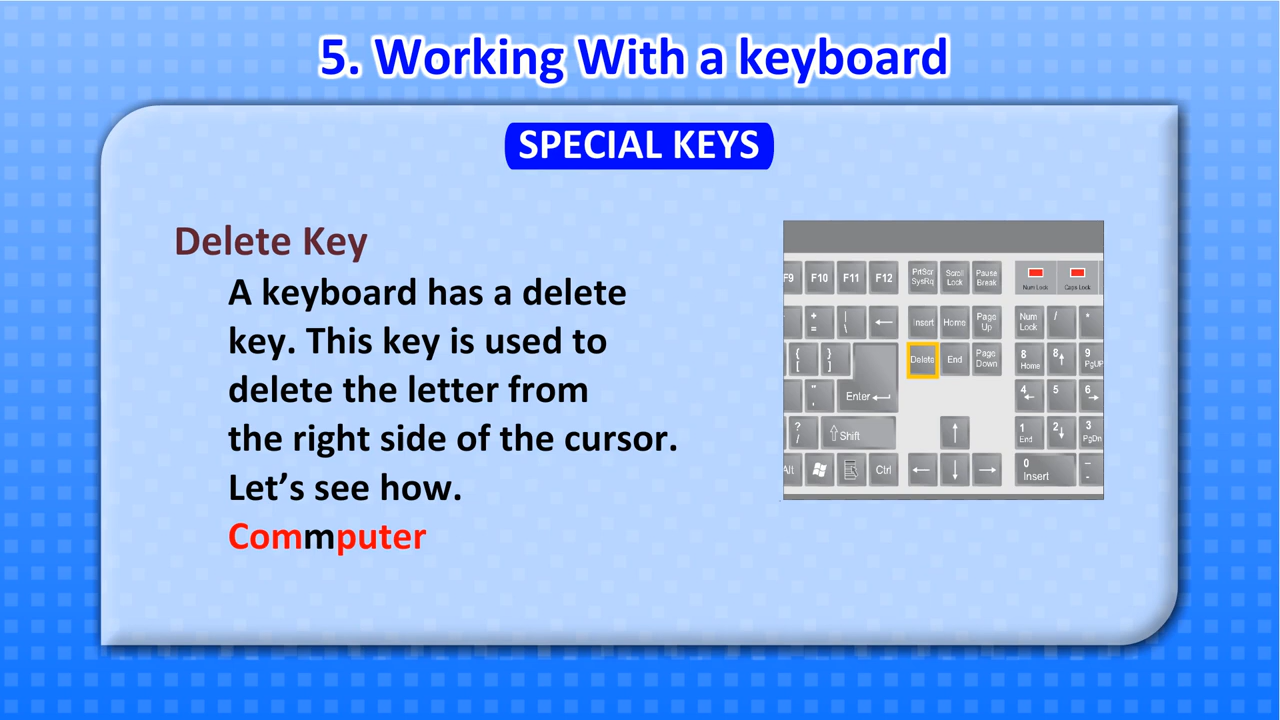 5. Working With a keyboard
SPECIAL KEYS
Delete Key
A keyboard has a delete
key. This key is used to
delete the letter from
the right side of the cursor.
Let’s see how.
Commputer
F9 F10 F11 F12 PrtScr SysRq Scroll Lock Pause Break Num Lock Caps Lock
+ = | \ ← Insert Home Page Up Num Lock / *
{ [ } ] Enter Delete End Page Down 8 Home 8 ↑ 9 PgUP
" ' 4 ← 5 6 →
? / ⇧ Shift ↑ 1 End 2 ↓ 3 PgDn
Alt Ctrl ← ↓ → 0 Insert - -